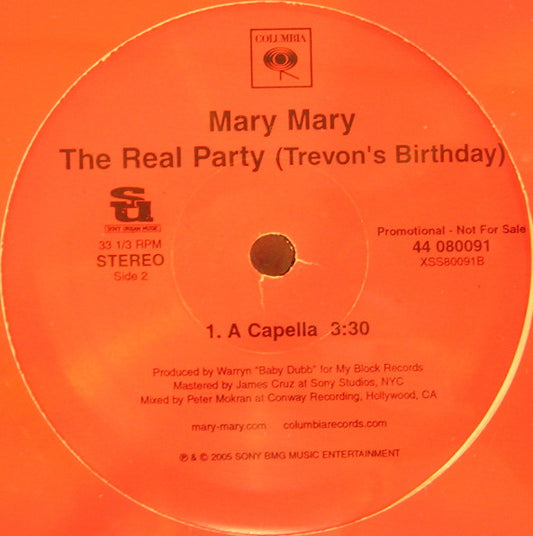 COLUMBIA
Mary Mary
The Real Party (Trevon's Birthday)
su
SONY URBAN MUSIC
33 1/3 RPM
STEREO
Side 2
Promotional - Not For Sale
44 080091
XSS80091B
1. A Capella 3:30
Produced by Warryn "Baby Dubb" for My Block Records
Mastered by James Cruz at Sony Studios, NYC
Mixed by Peter Mokran at Conway Recording, Hollywood, CA
mary-mary.com columbiarecords.com
℗ & © 2005 SONY BMG MUSIC ENTERTAINMENT